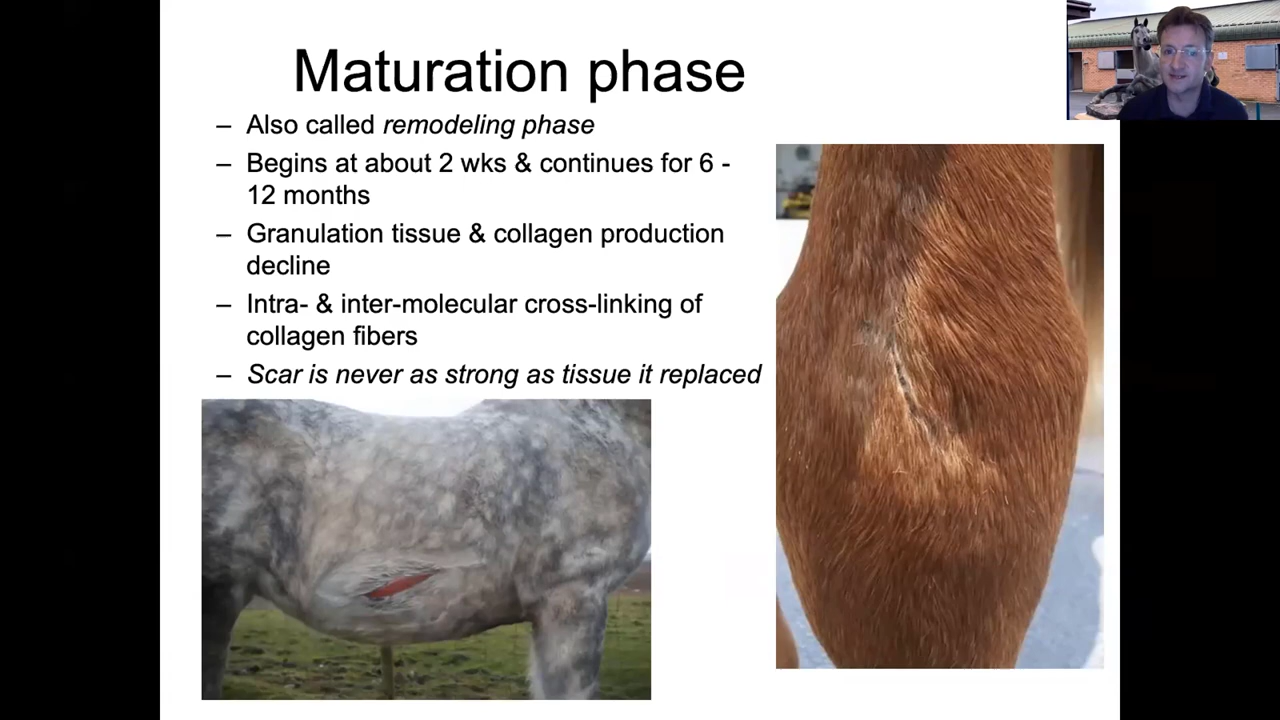 Maturation phase
– Also called remodeling phase
– Begins at about 2 wks & continues for 6 -
12 months
– Granulation tissue & collagen production
decline
– Intra- & inter-molecular cross-linking of
collagen fibers
– Scar is never as strong as tissue it replaced